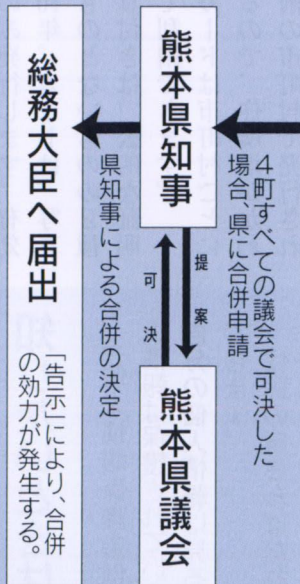 4町すべての議会で可決した
場合、県に合併申請
熊本県知事
提案
可決
熊本県議会
県知事による合併の決定
総務大臣へ届出
「告示」により、合併
の効力が発生する。